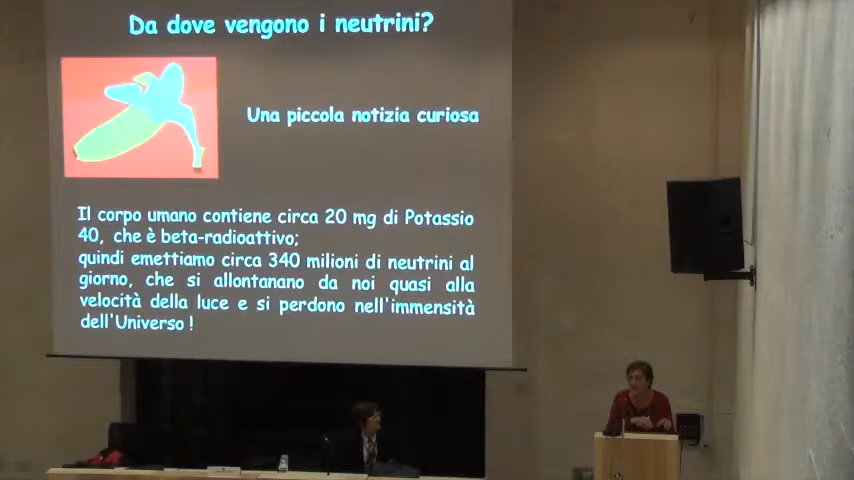 Da dove vengono i neutrini?
Una piccola notizia curiosa
Il corpo umano contiene circa 20 mg di Potassio
40, che è beta-radioattivo;
quindi emettiamo circa 340 milioni di neutrini al
giorno, che si allontanano da noi quasi alla
velocità della luce e si perdono nell'immensità
dell'Universo !